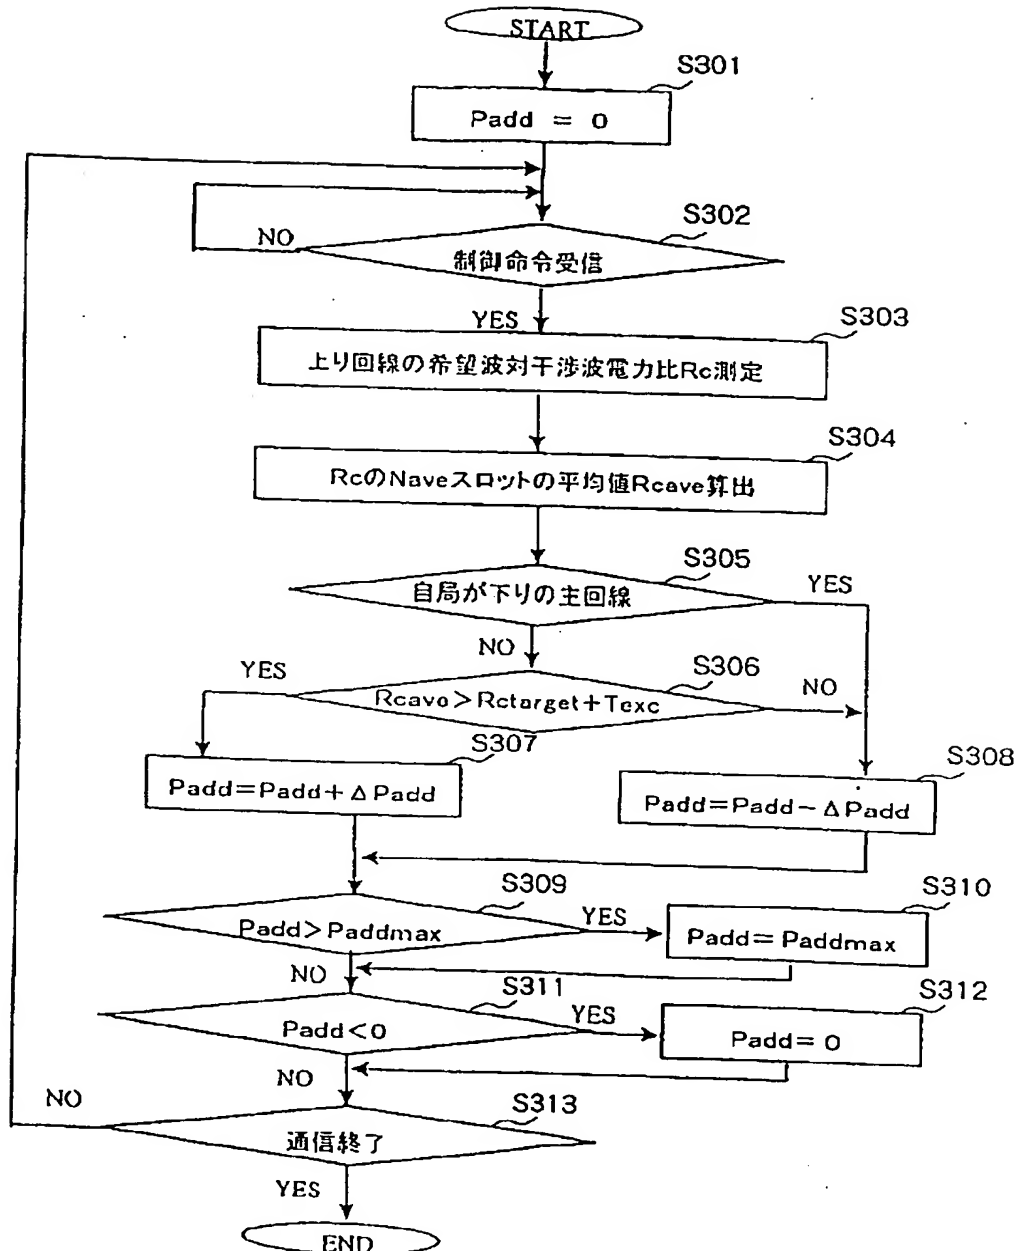 START
S301
Padd = 0
S302
NO
制御命令受信
YES
S303
上り回線の希望波対干渉波電力比Rc測定
S304
RcのNaveスロットの平均値Rcave算出
S305
自局が下りの主回線
YES
NO
S306
YES
Rcave>Rctarget+Texc
NO
S307
Padd=Padd+ΔPadd
S308
Padd=Padd-ΔPadd
S309
Padd>Paddmax
YES
S310
Padd=Paddmax
NO
S311
Padd<0
YES
S312
Padd=0
NO
NO
S313
通信終了
YES
END